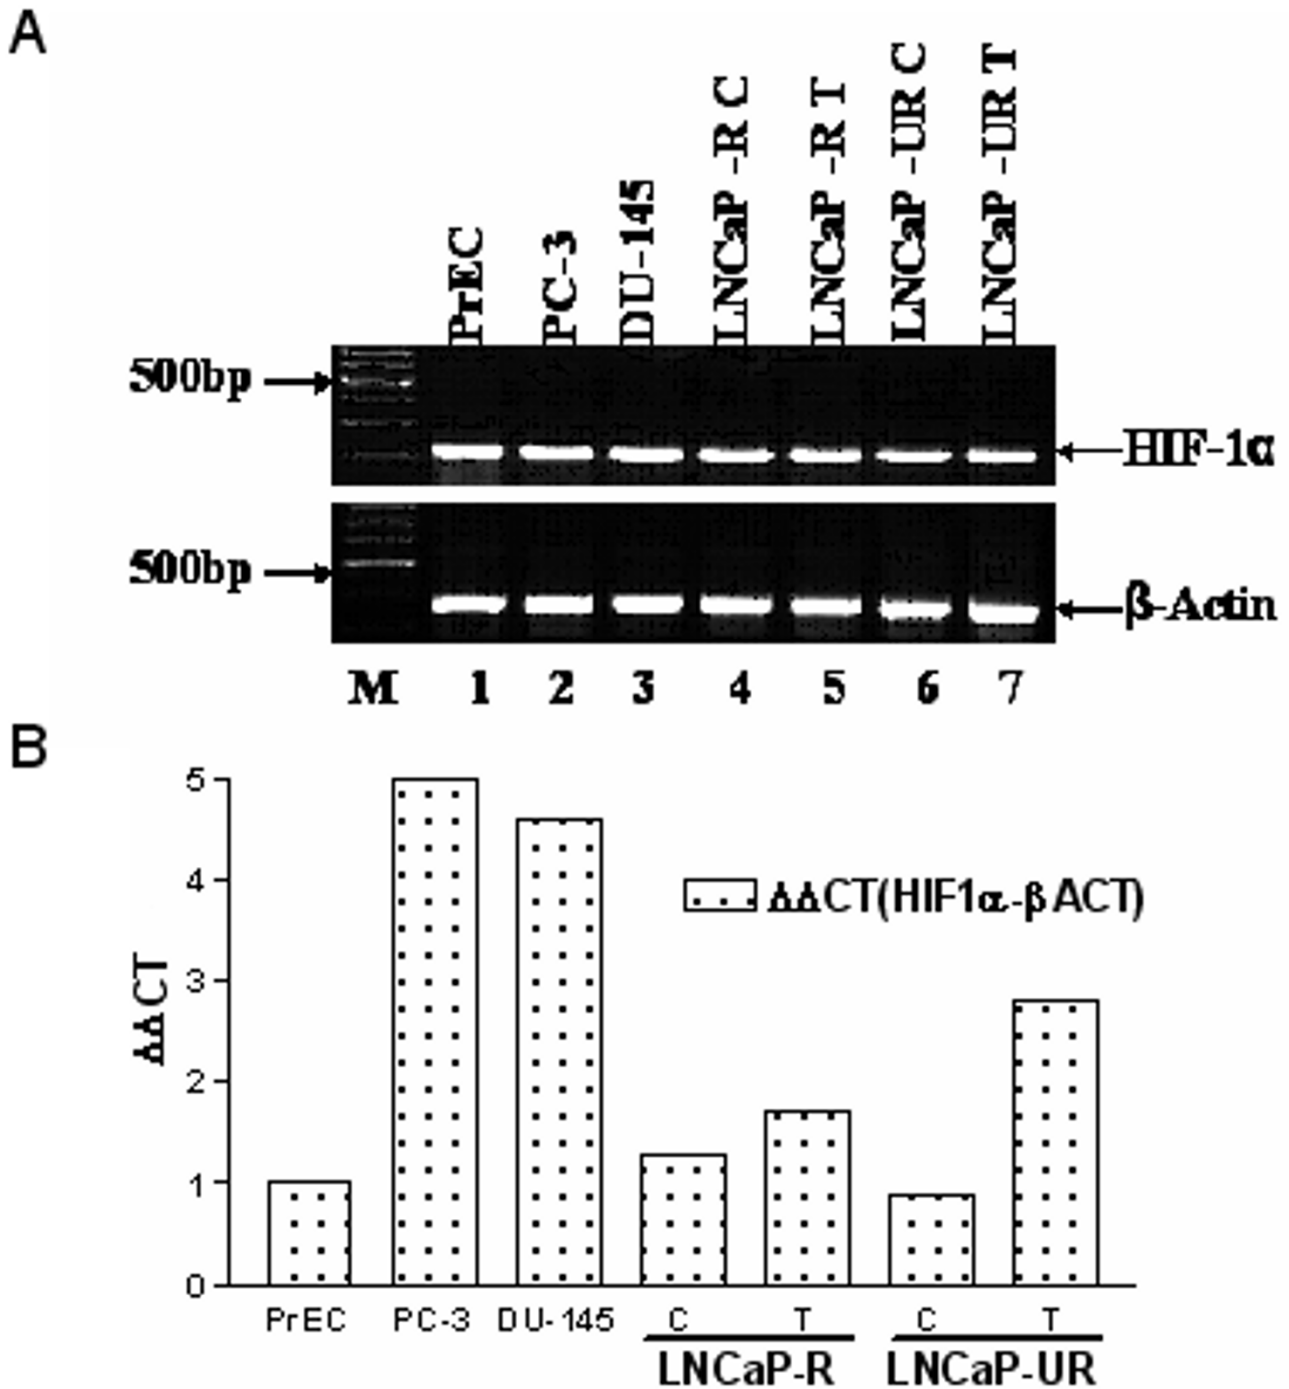 A
PrEC
PC-3
DU-145
LNCaP -R C
LNCaP -R T
LNCaP -UR C
LNCaP -UR T
500bp
HIF-1α
500bp
β-Actin
M 1 2 3 4 5 6 7
B
5
4
3
2
1
0
ΔΔCT
ΔΔCT(HIF1α-βACT)
PrEC PC-3 DU-145 C T C T
LNCaP-R LNCaP-UR